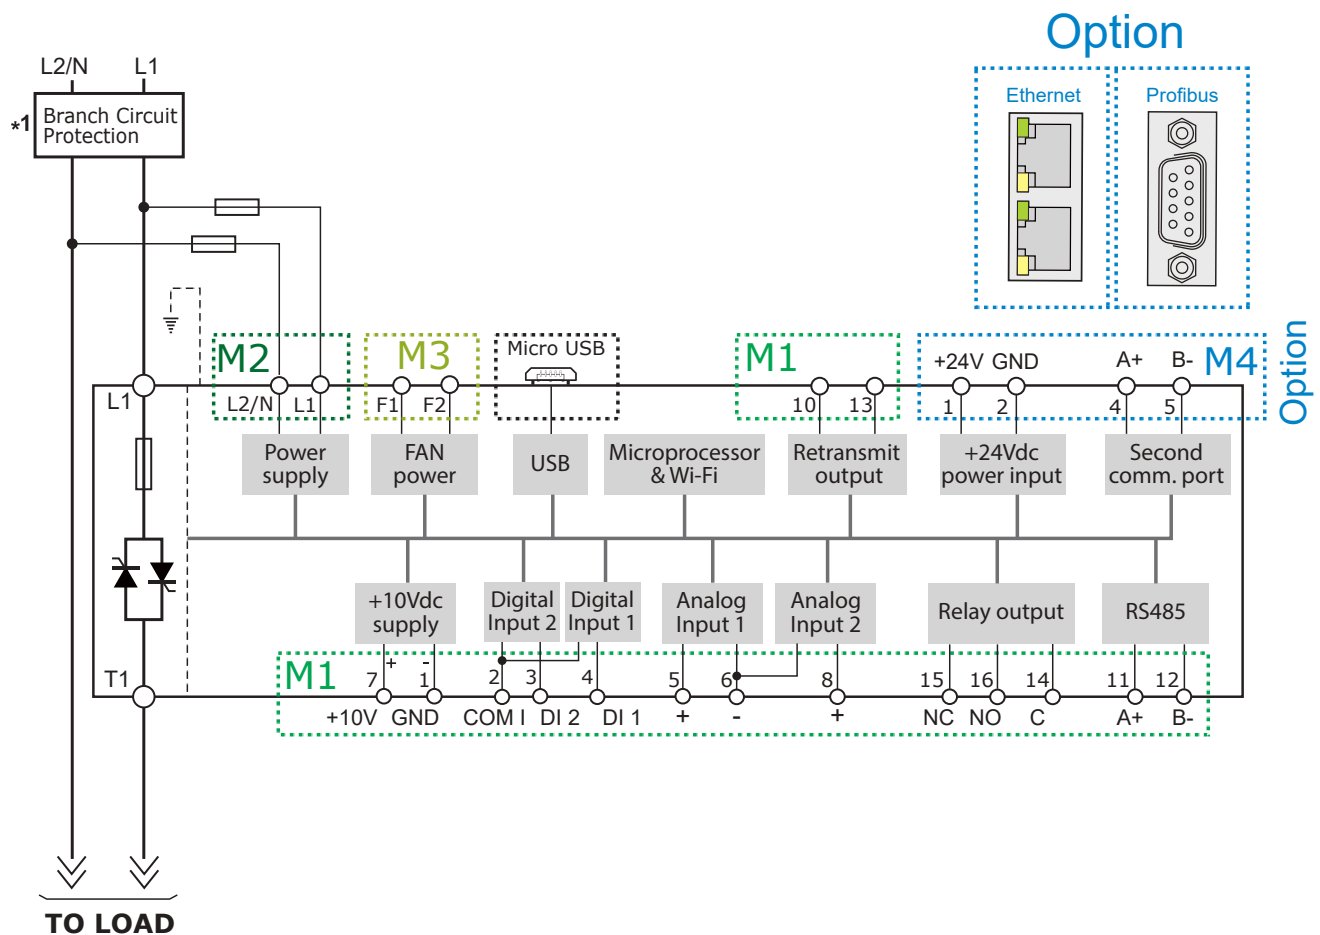 Option
Ethernet
Profibus
L2/N
L1
*1
Branch Circuit
Protection
M2
M3
Micro USB
M1
+24V GND
A+
B-
M4
Option
L1
L2/N
L1
F1
F2
10
13
1
2
4
5
Power
supply
FAN
power
USB
Microprocessor
& Wi-Fi
Retransmit
output
+24Vdc
power input
Second
comm. port
+10Vdc
supply
Digital
Input 2
Digital
Input 1
Analog
Input 1
Analog
Input 2
Relay output
RS485
T1
M1
7
+
-
1
2
3
4
5
6
8
15
16
14
11
12
+10V
GND
COM I
DI 2
DI 1
+
-
+
NC
NO
C
A+
B-
TO LOAD